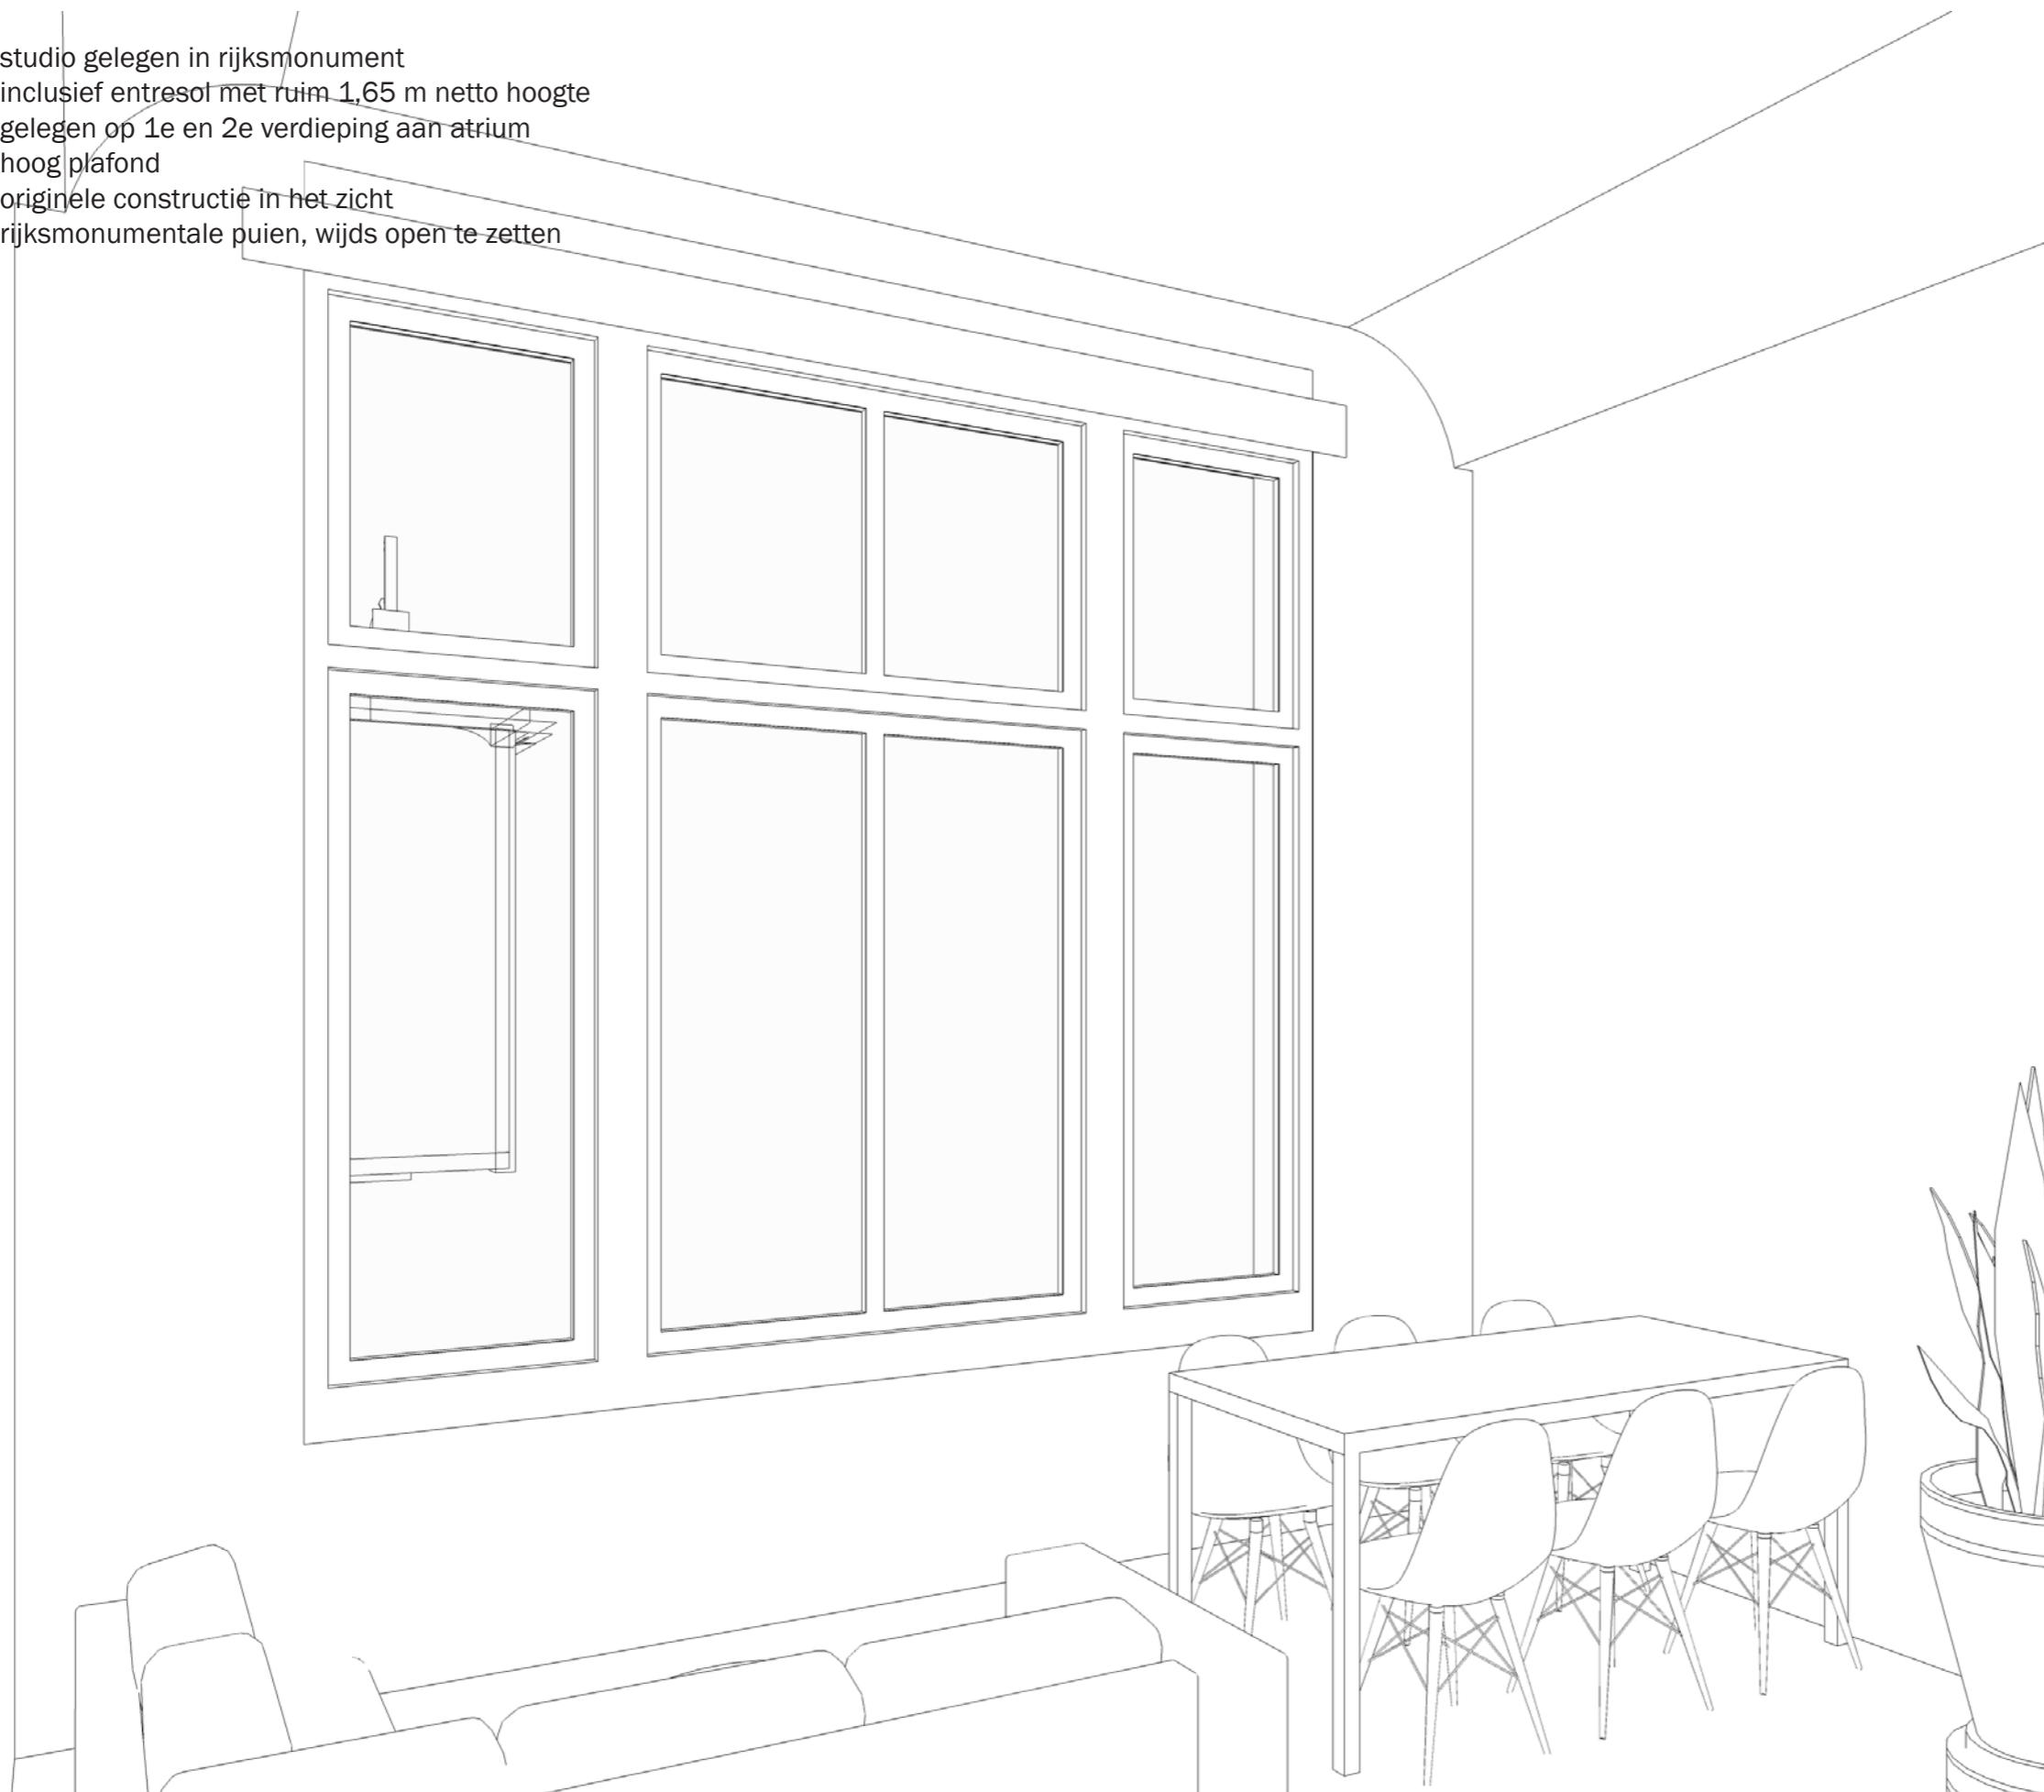 studio gelegen in rijksmonument
inclusief entresol met ruim 1,65 m netto hoogte
gelegen op 1e en 2e verdieping aan atrium
hoog plafond
originele constructie in het zicht
rijksmonumentale puien, wijds open te zetten